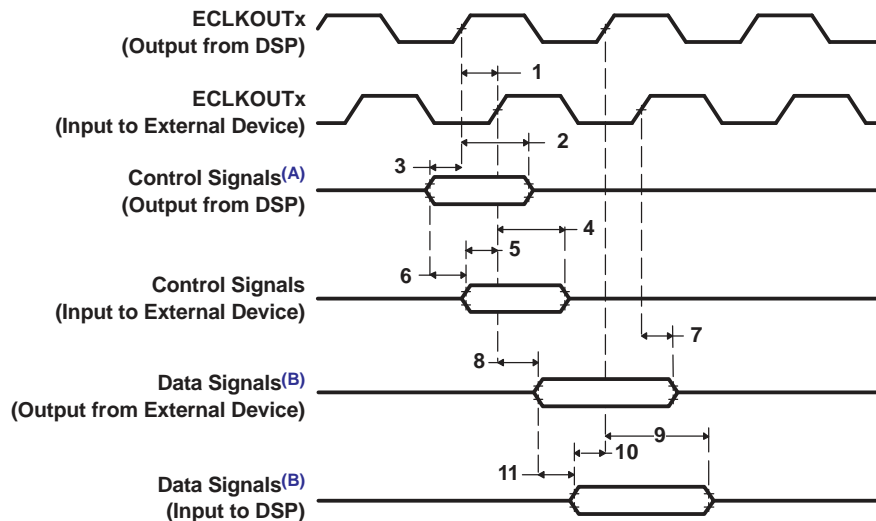 ECLKOUTx
(Output from DSP)
1
ECLKOUTx
(Input to External Device)
2
3
Control Signals(A)
(Output from DSP)
4
5
6
Control Signals
(Input to External Device)
7
8
Data Signals(B)
(Output from External Device)
9
10
11
Data Signals(B)
(Input to DSP)